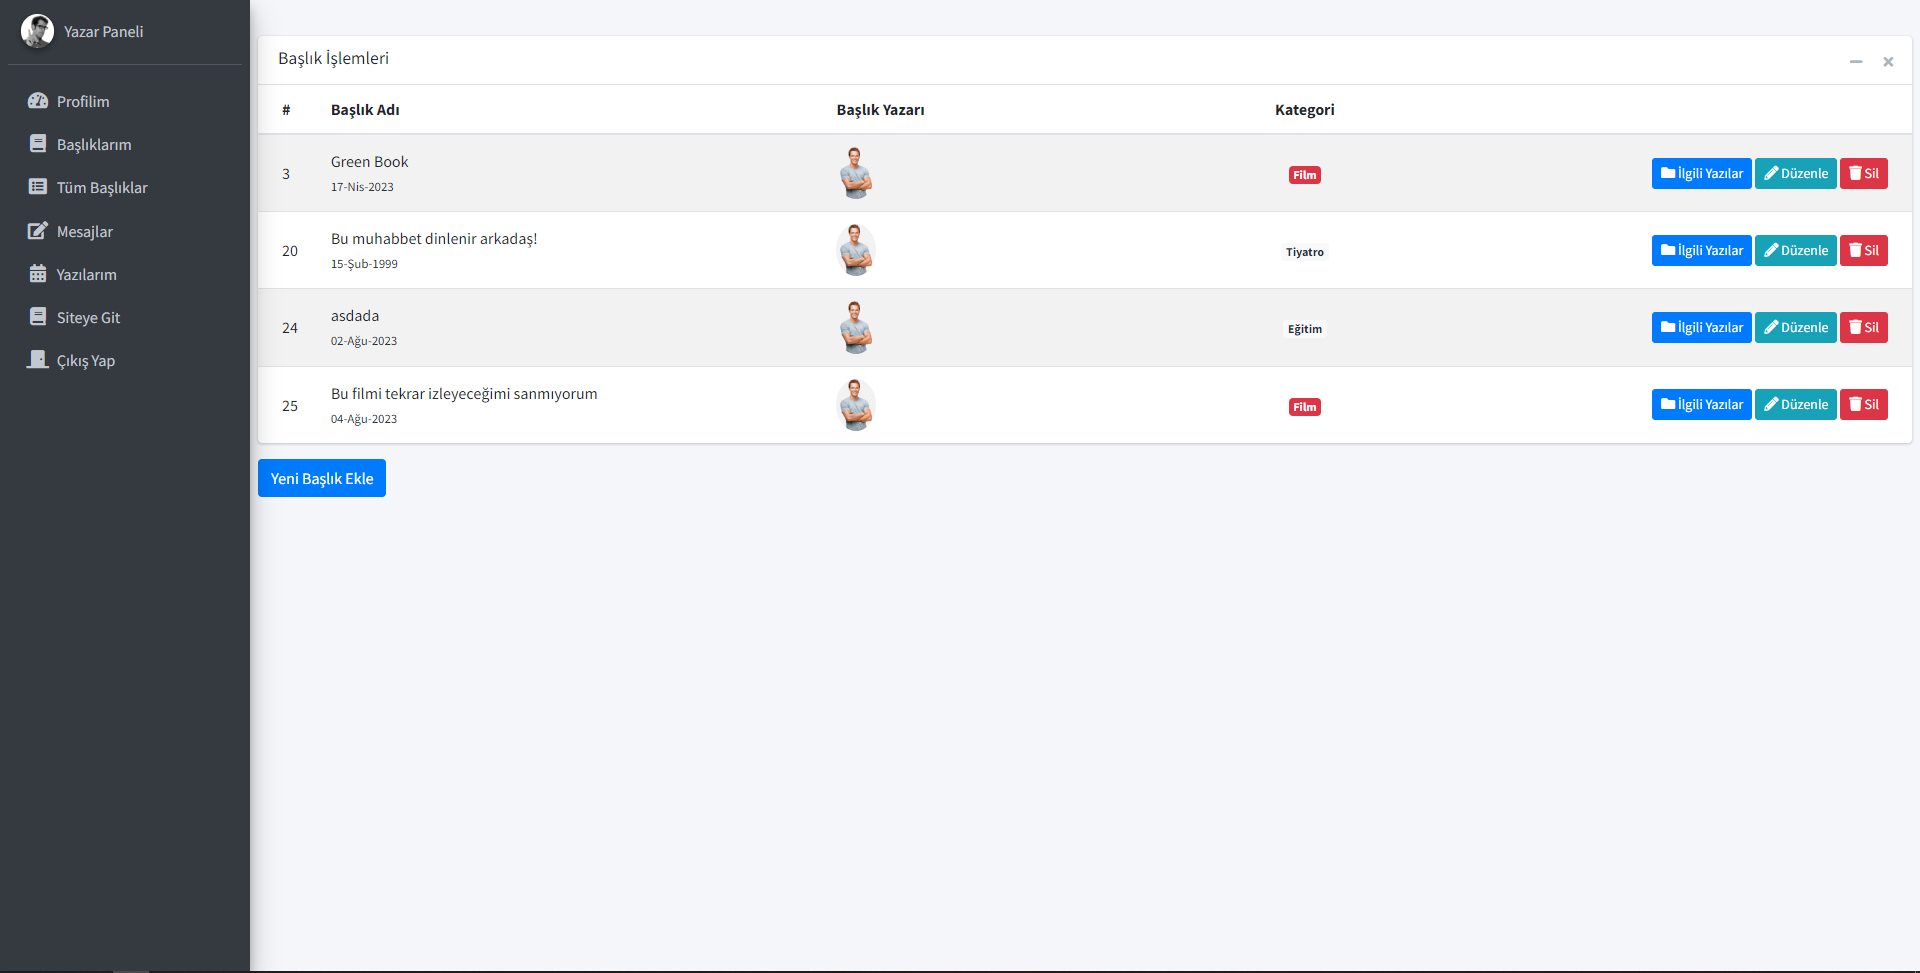 Yazar Paneli
Profilim
Başlıklarım
Tüm Başlıklar
Mesajlar
Yazılarım
Siteye Git
Çıkış Yap
Başlık İşlemleri
# Başlık Adı Başlık Yazarı Kategori
3 Green Book 17-Nis-2023 Film İlgili Yazılar Düzenle Sil
20 Bu muhabbet dinlenir arkadaş! 15-Şub-1999 Tiyatro İlgili Yazılar Düzenle Sil
24 asdada 02-Ağu-2023 Eğitim İlgili Yazılar Düzenle Sil
25 Bu filmi tekrar izleyeceğimi sanmıyorum 04-Ağu-2023 Film İlgili Yazılar Düzenle Sil
Yeni Başlık Ekle